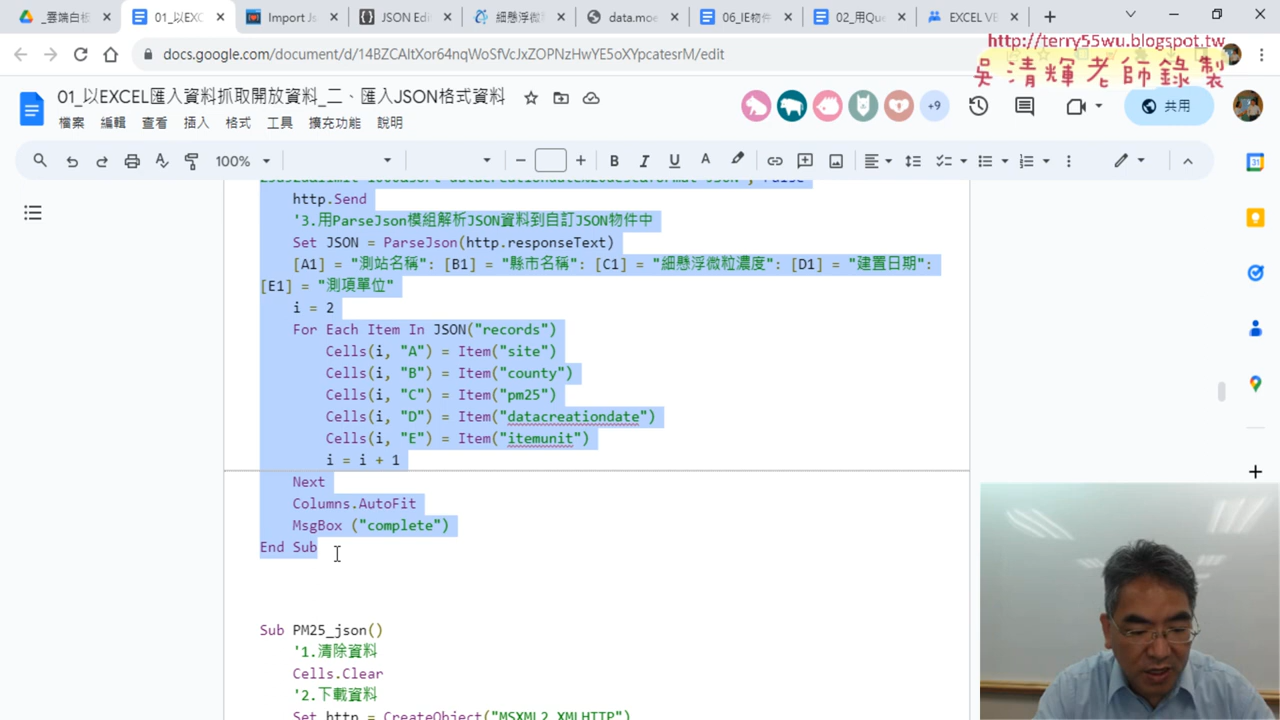 _雲端白板
01_以EXC
Import Js
JSON Edi
細懸浮微
data.moe
06_IE物件
02_用Que
EXCEL VB
docs.google.com/document/d/14BZCAItXor64nqWoSfVcJxZOPNzHwYE5oXYpcatesrM/edit
http://terry55wu.blogspot.tw
吳清輝老師錄製
01_以EXCEL匯入資料抓取開放資料_二、匯入JSON格式資料
+9
共用
檔案 編輯 查看 插入 格式 工具 擴充功能 說明
100%
http.Send
'3.用ParseJson模組解析JSON資料到自訂JSON物件中
Set JSON = ParseJson(http.responseText)
[A1] = "測站名稱": [B1] = "縣市名稱": [C1] = "細懸浮微粒濃度": [D1] = "建置日期":
[E1] = "測項單位"
i = 2
For Each Item In JSON("records")
Cells(i, "A") = Item("site")
Cells(i, "B") = Item("county")
Cells(i, "C") = Item("pm25")
Cells(i, "D") = Item("datacreationdate")
Cells(i, "E") = Item("itemunit")
i = i + 1
Next
Columns.AutoFit
MsgBox ("complete")
End Sub
Sub PM25_json()
'1.清除資料
Cells.Clear
'2.下載資料
Set http = CreateObject("MSXML2.XMLHTTP")